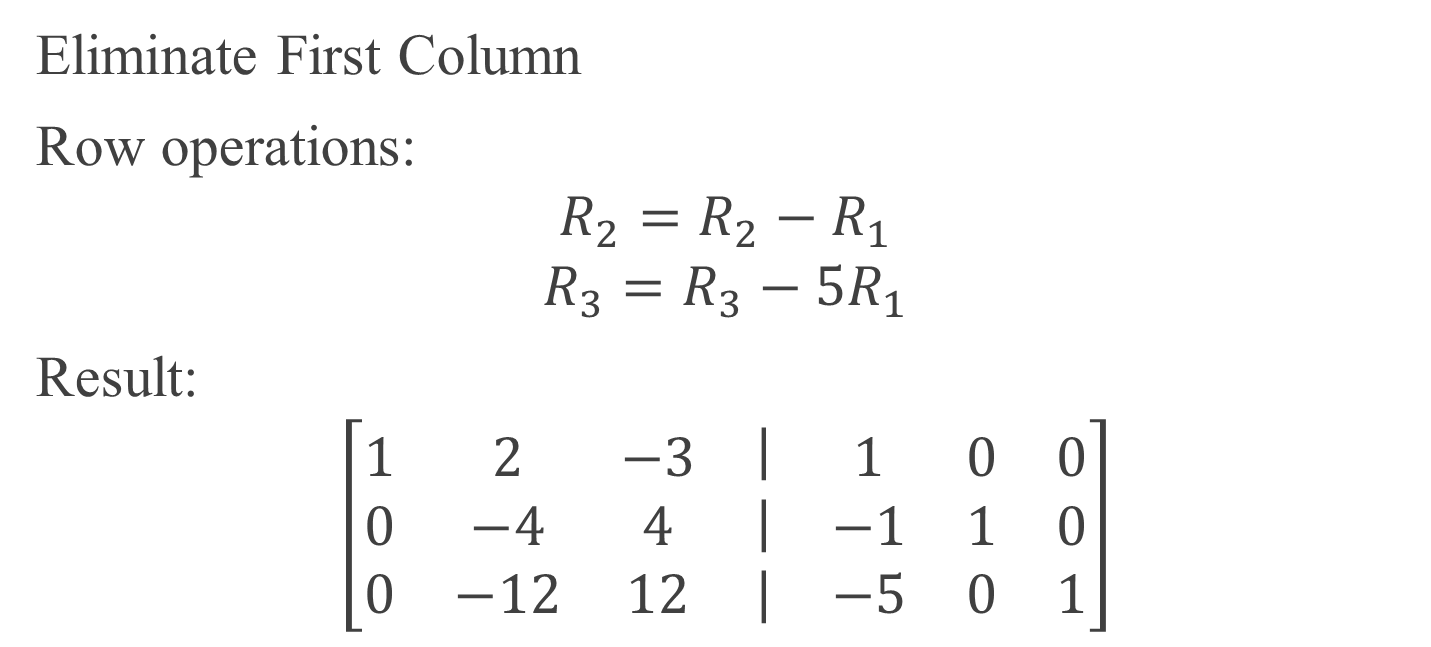 Eliminate First Column
Row operations:
R₂ = R₂ − R₁
R₃ = R₃ − 5R₁
Result:
[1 2 −3 | 1 0 0]
[0 −4 4 | −1 1 0]
[0 −12 12 | −5 0 1]